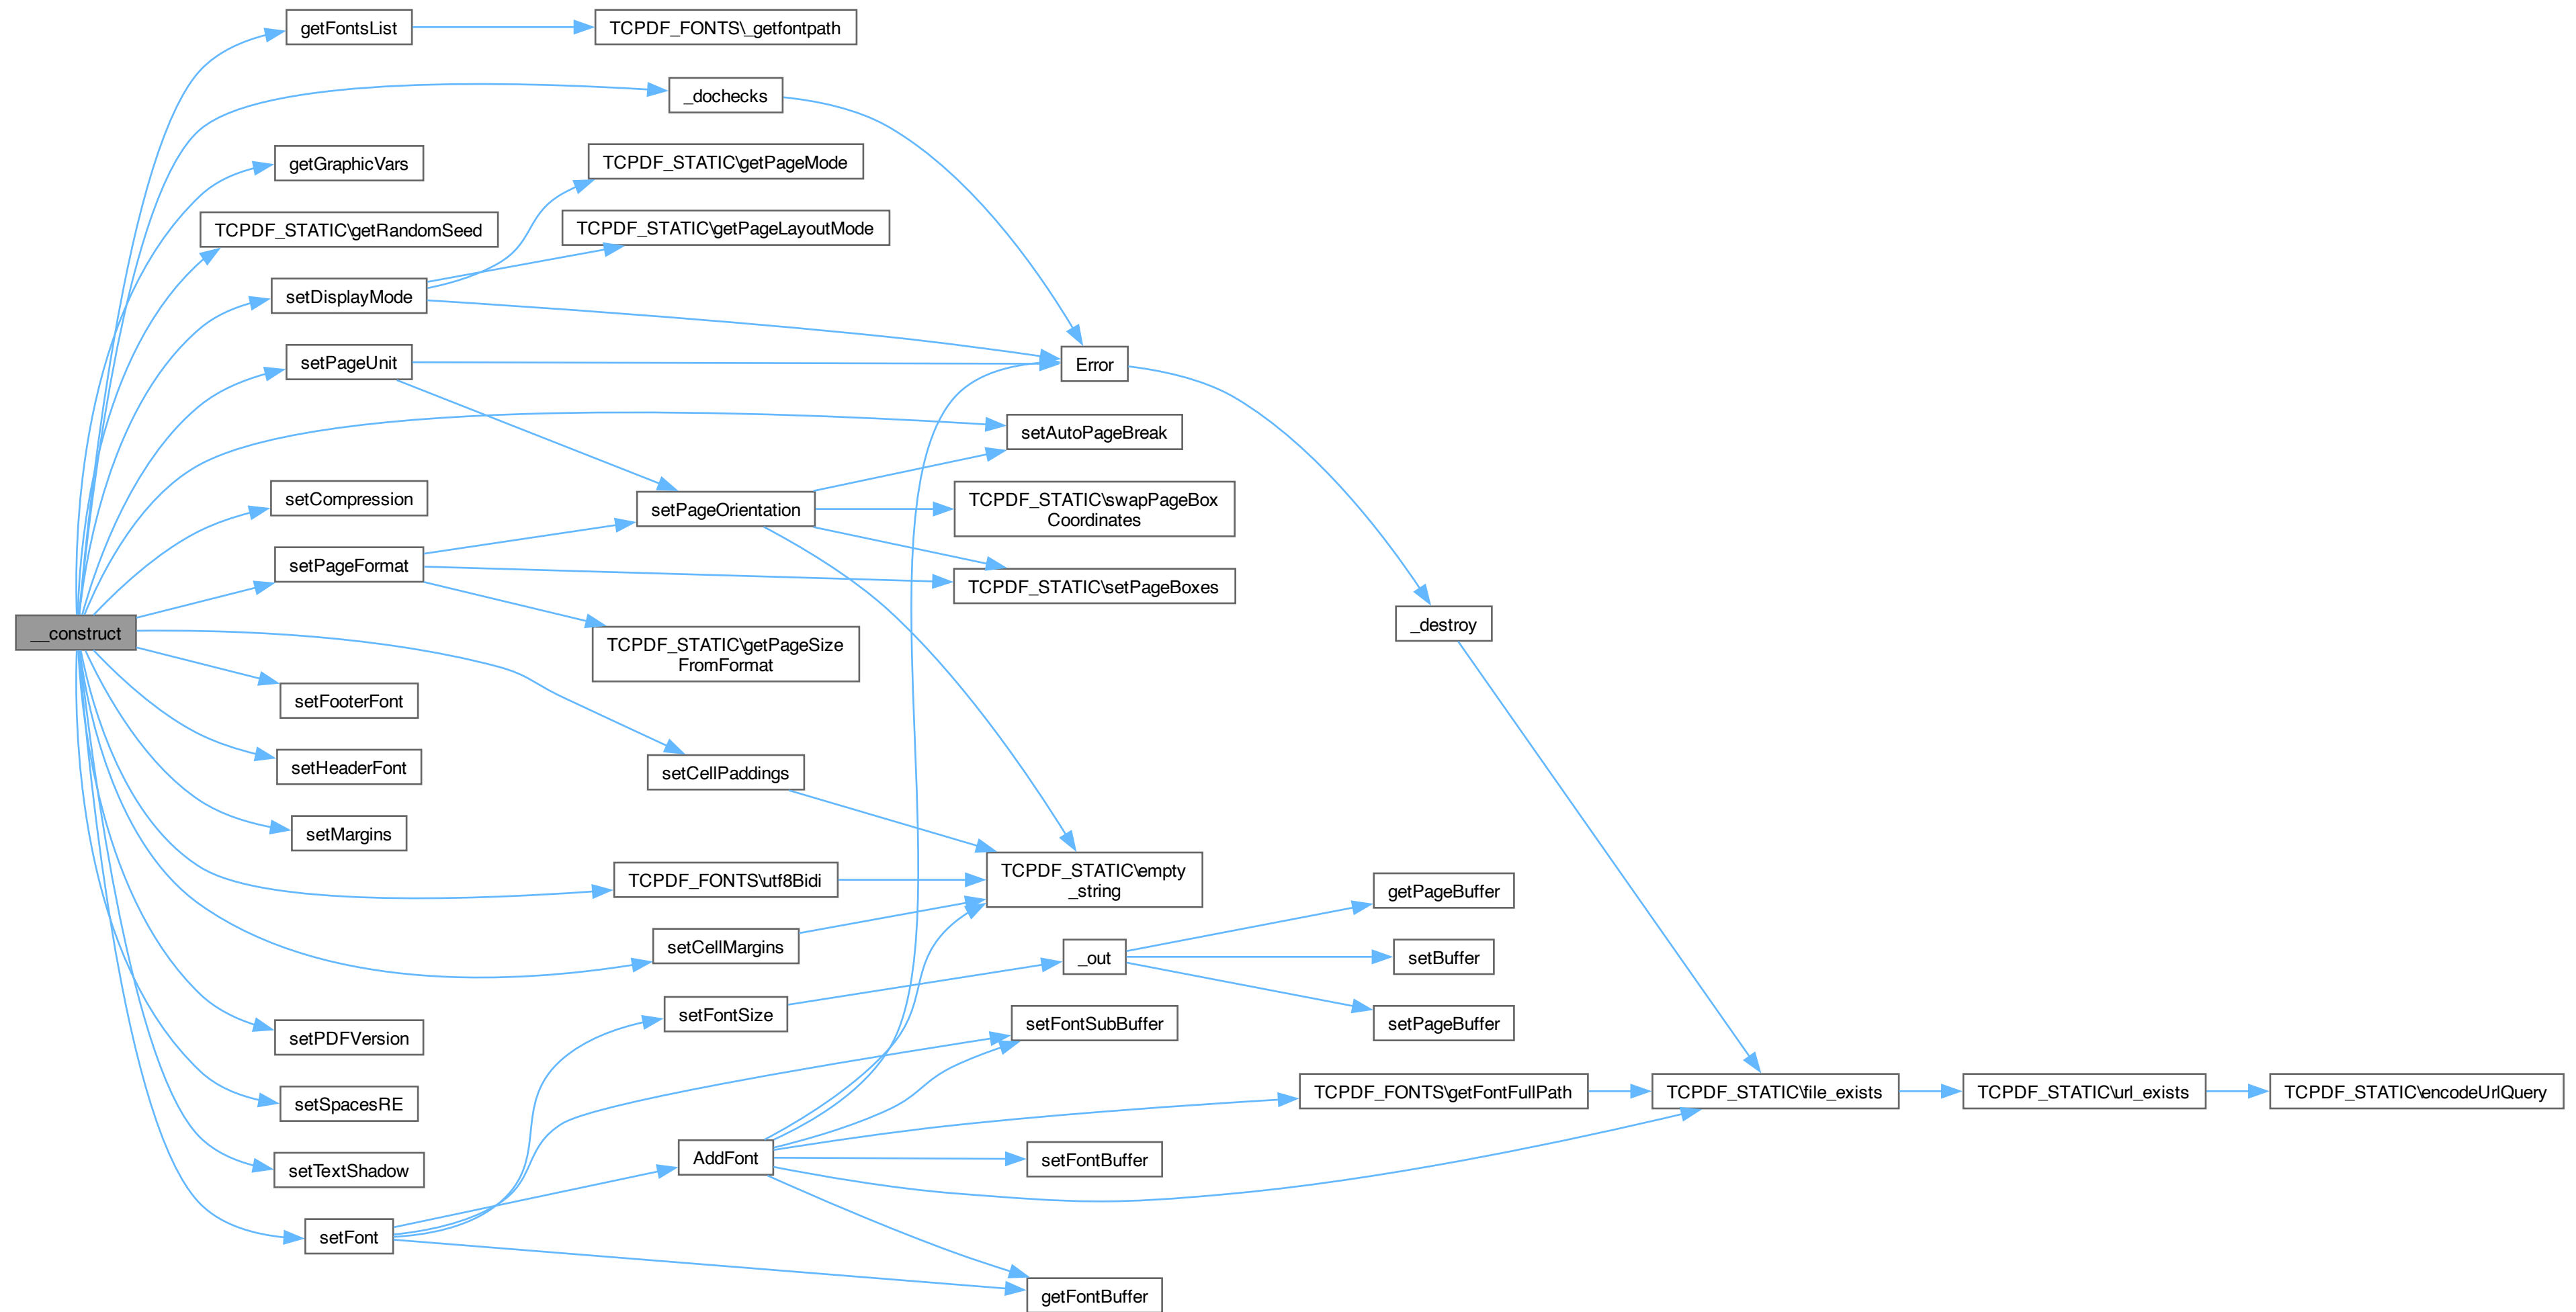 getFontsList
TCPDF_FONTS\_getfontpath
_dochecks
getGraphicVars
TCPDF_STATIC\getPageMode
TCPDF_STATIC\getRandomSeed
TCPDF_STATIC\getPageLayoutMode
setDisplayMode
setPageUnit
Error
setAutoPageBreak
setCompression
setPageOrientation
TCPDF_STATIC\swapPageBox
Coordinates
setPageFormat
TCPDF_STATIC\setPageBoxes
__construct
TCPDF_STATIC\getPageSize
FromFormat
_destroy
setFooterFont
setHeaderFont
setCellPaddings
setMargins
TCPDF_FONTS\utf8Bidi
TCPDF_STATIC\empty
_string
getPageBuffer
setCellMargins
_out
setBuffer
setFontSize
setFontSubBuffer
setPageBuffer
setPDFVersion
setSpacesRE
TCPDF_FONTS\getFontFullPath
TCPDF_STATIC\file_exists
TCPDF_STATIC\url_exists
TCPDF_STATIC\encodeUrlQuery
setTextShadow
AddFont
setFontBuffer
setFont
getFontBuffer